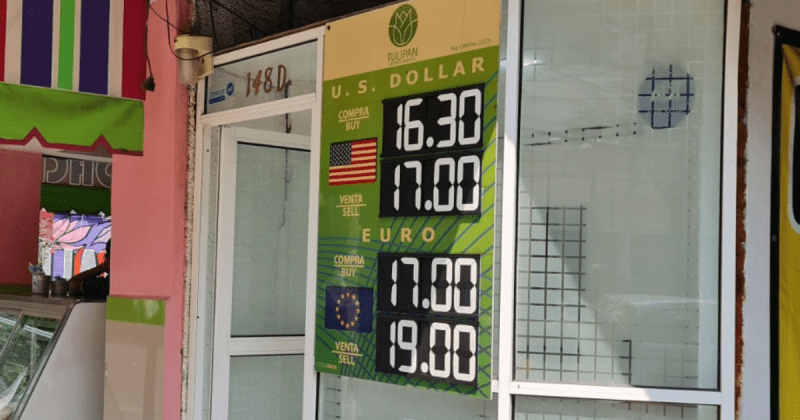 148D
TULIPAN
U.S. DOLLAR
COMPRA
BUY
16.30
17.00
VENTA
SELL
EURO
COMPRA
BUY
17.00
VENTA
SELL
19.00